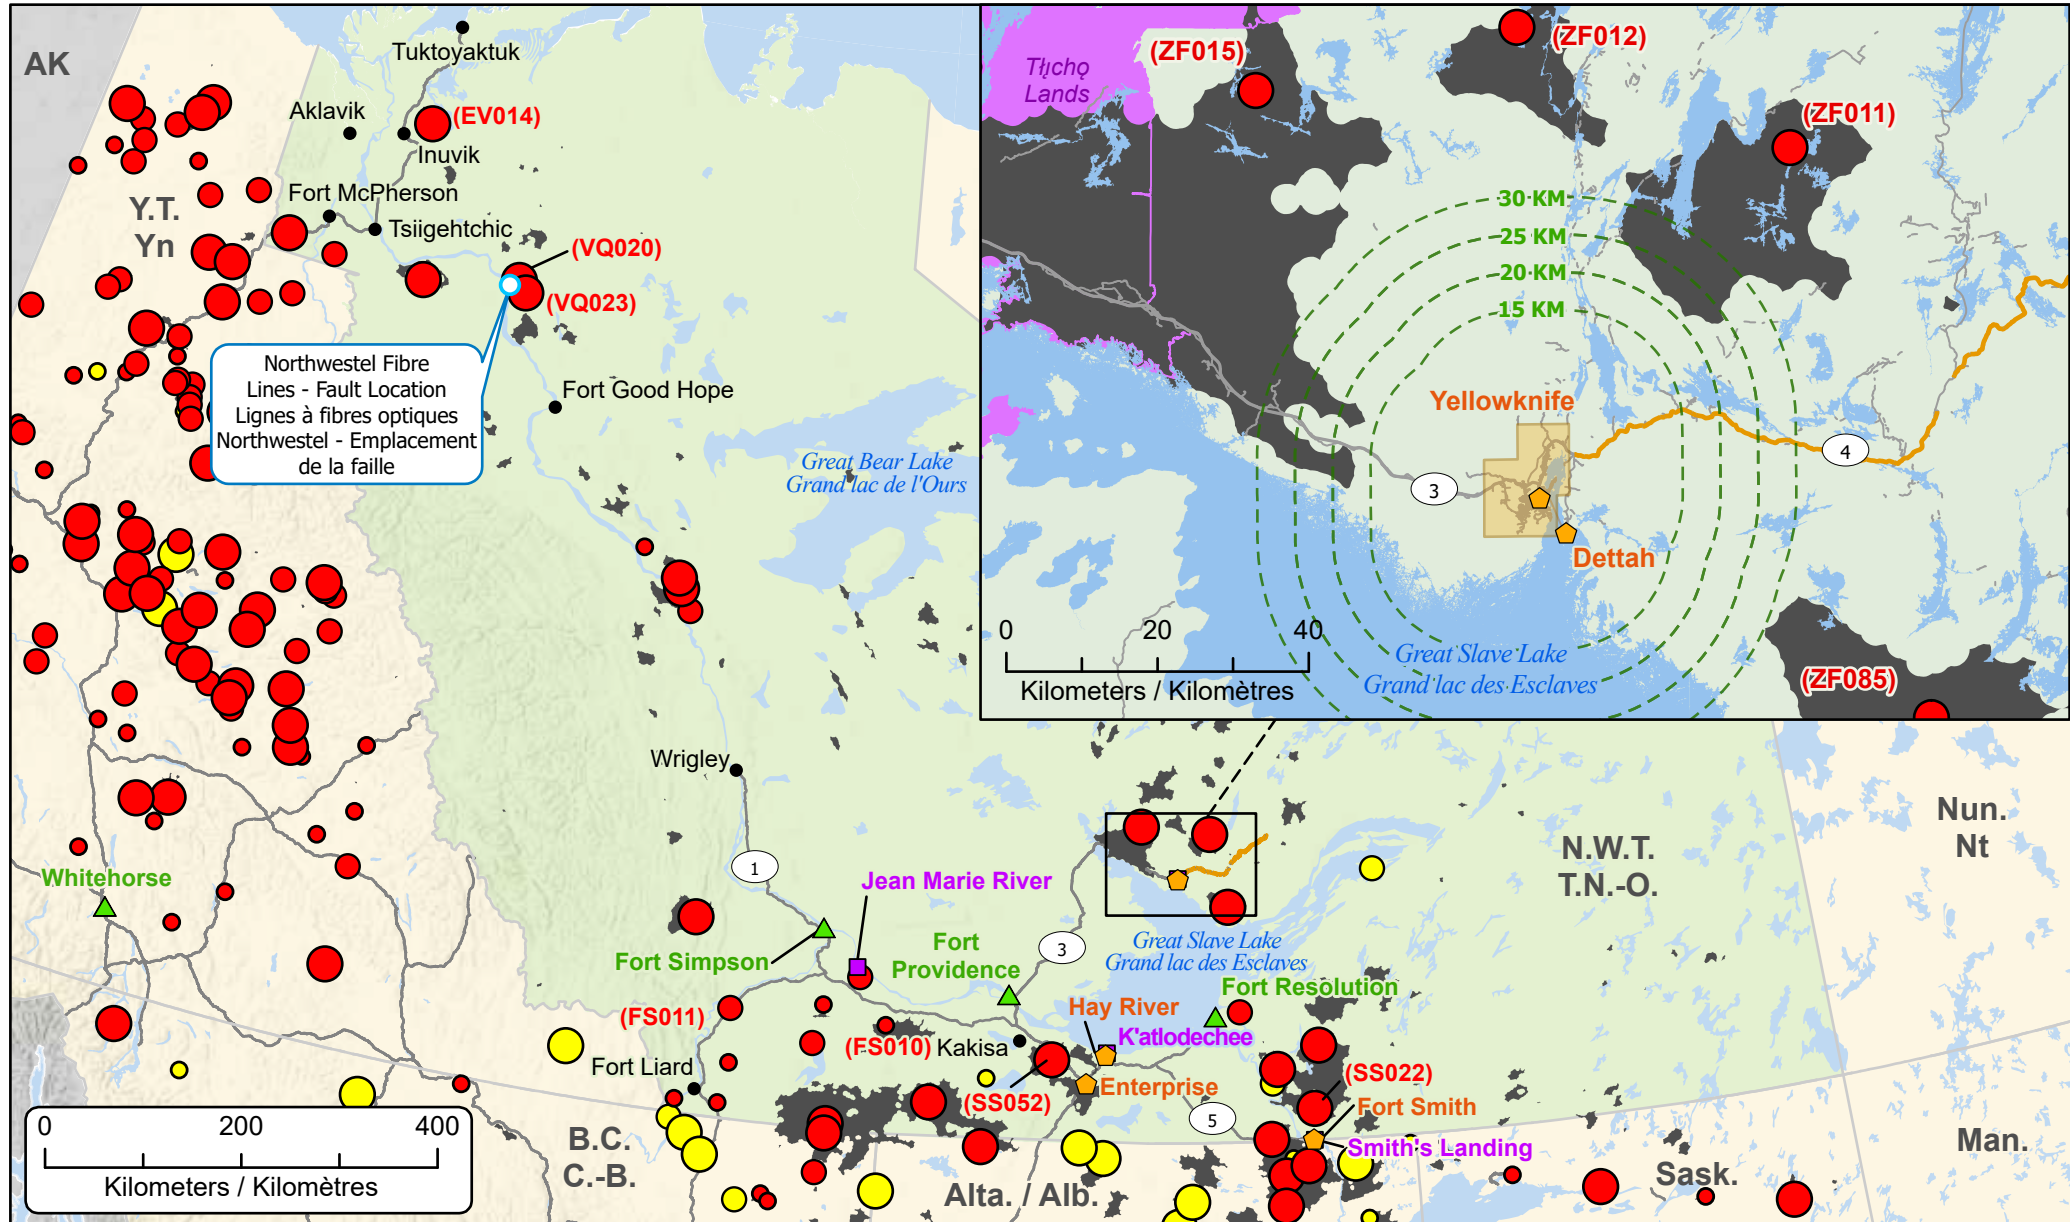 AK
Tuktoyaktuk
Aklavik
(EV014)
Inuvik
Fort McPherson
Y.T.
Yn
Tsiigehtchic
(VQ020)
(VQ023)
Northwestel Fibre
Lines - Fault Location
Lignes à fibres optiques
Northwestel - Emplacement
de la faille
Fort Good Hope
Great Bear Lake
Grand lac de l'Ours
Tłı̨chǫ
Lands
(ZF015)
(ZF012)
(ZF011)
30 KM
25 KM
20 KM
15 KM
Yellowknife
4
3
Dettah
0 20 40
Kilometers / Kilomètres
Great Slave Lake
Grand lac des Esclaves
(ZF085)
Wrigley
Nun.
Nt
N.W.T.
T.N.-O.
1
Whitehorse
Jean Marie River
Fort Simpson
Fort
Providence
3
Great Slave Lake
Grand lac des Esclaves
Fort Resolution
Hay River
K'atlodechee
(FS011)
(FS010)
Kakisa
Fort Liard
Enterprise
(SS052)
(SS022)
Fort Smith
5
Smith's Landing
B.C.
C.-B.
Alta. / Alb.
Sask.
Man.
0 200 400
Kilometers / Kilomètres